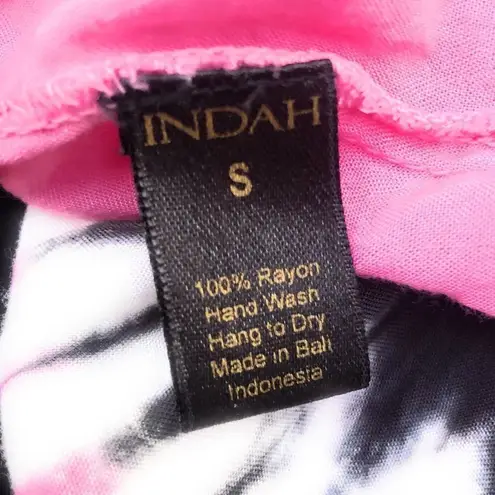 INDAH
S
100% Rayon
Hand Wash
Hang to Dry
Made in Bali
Indonesia